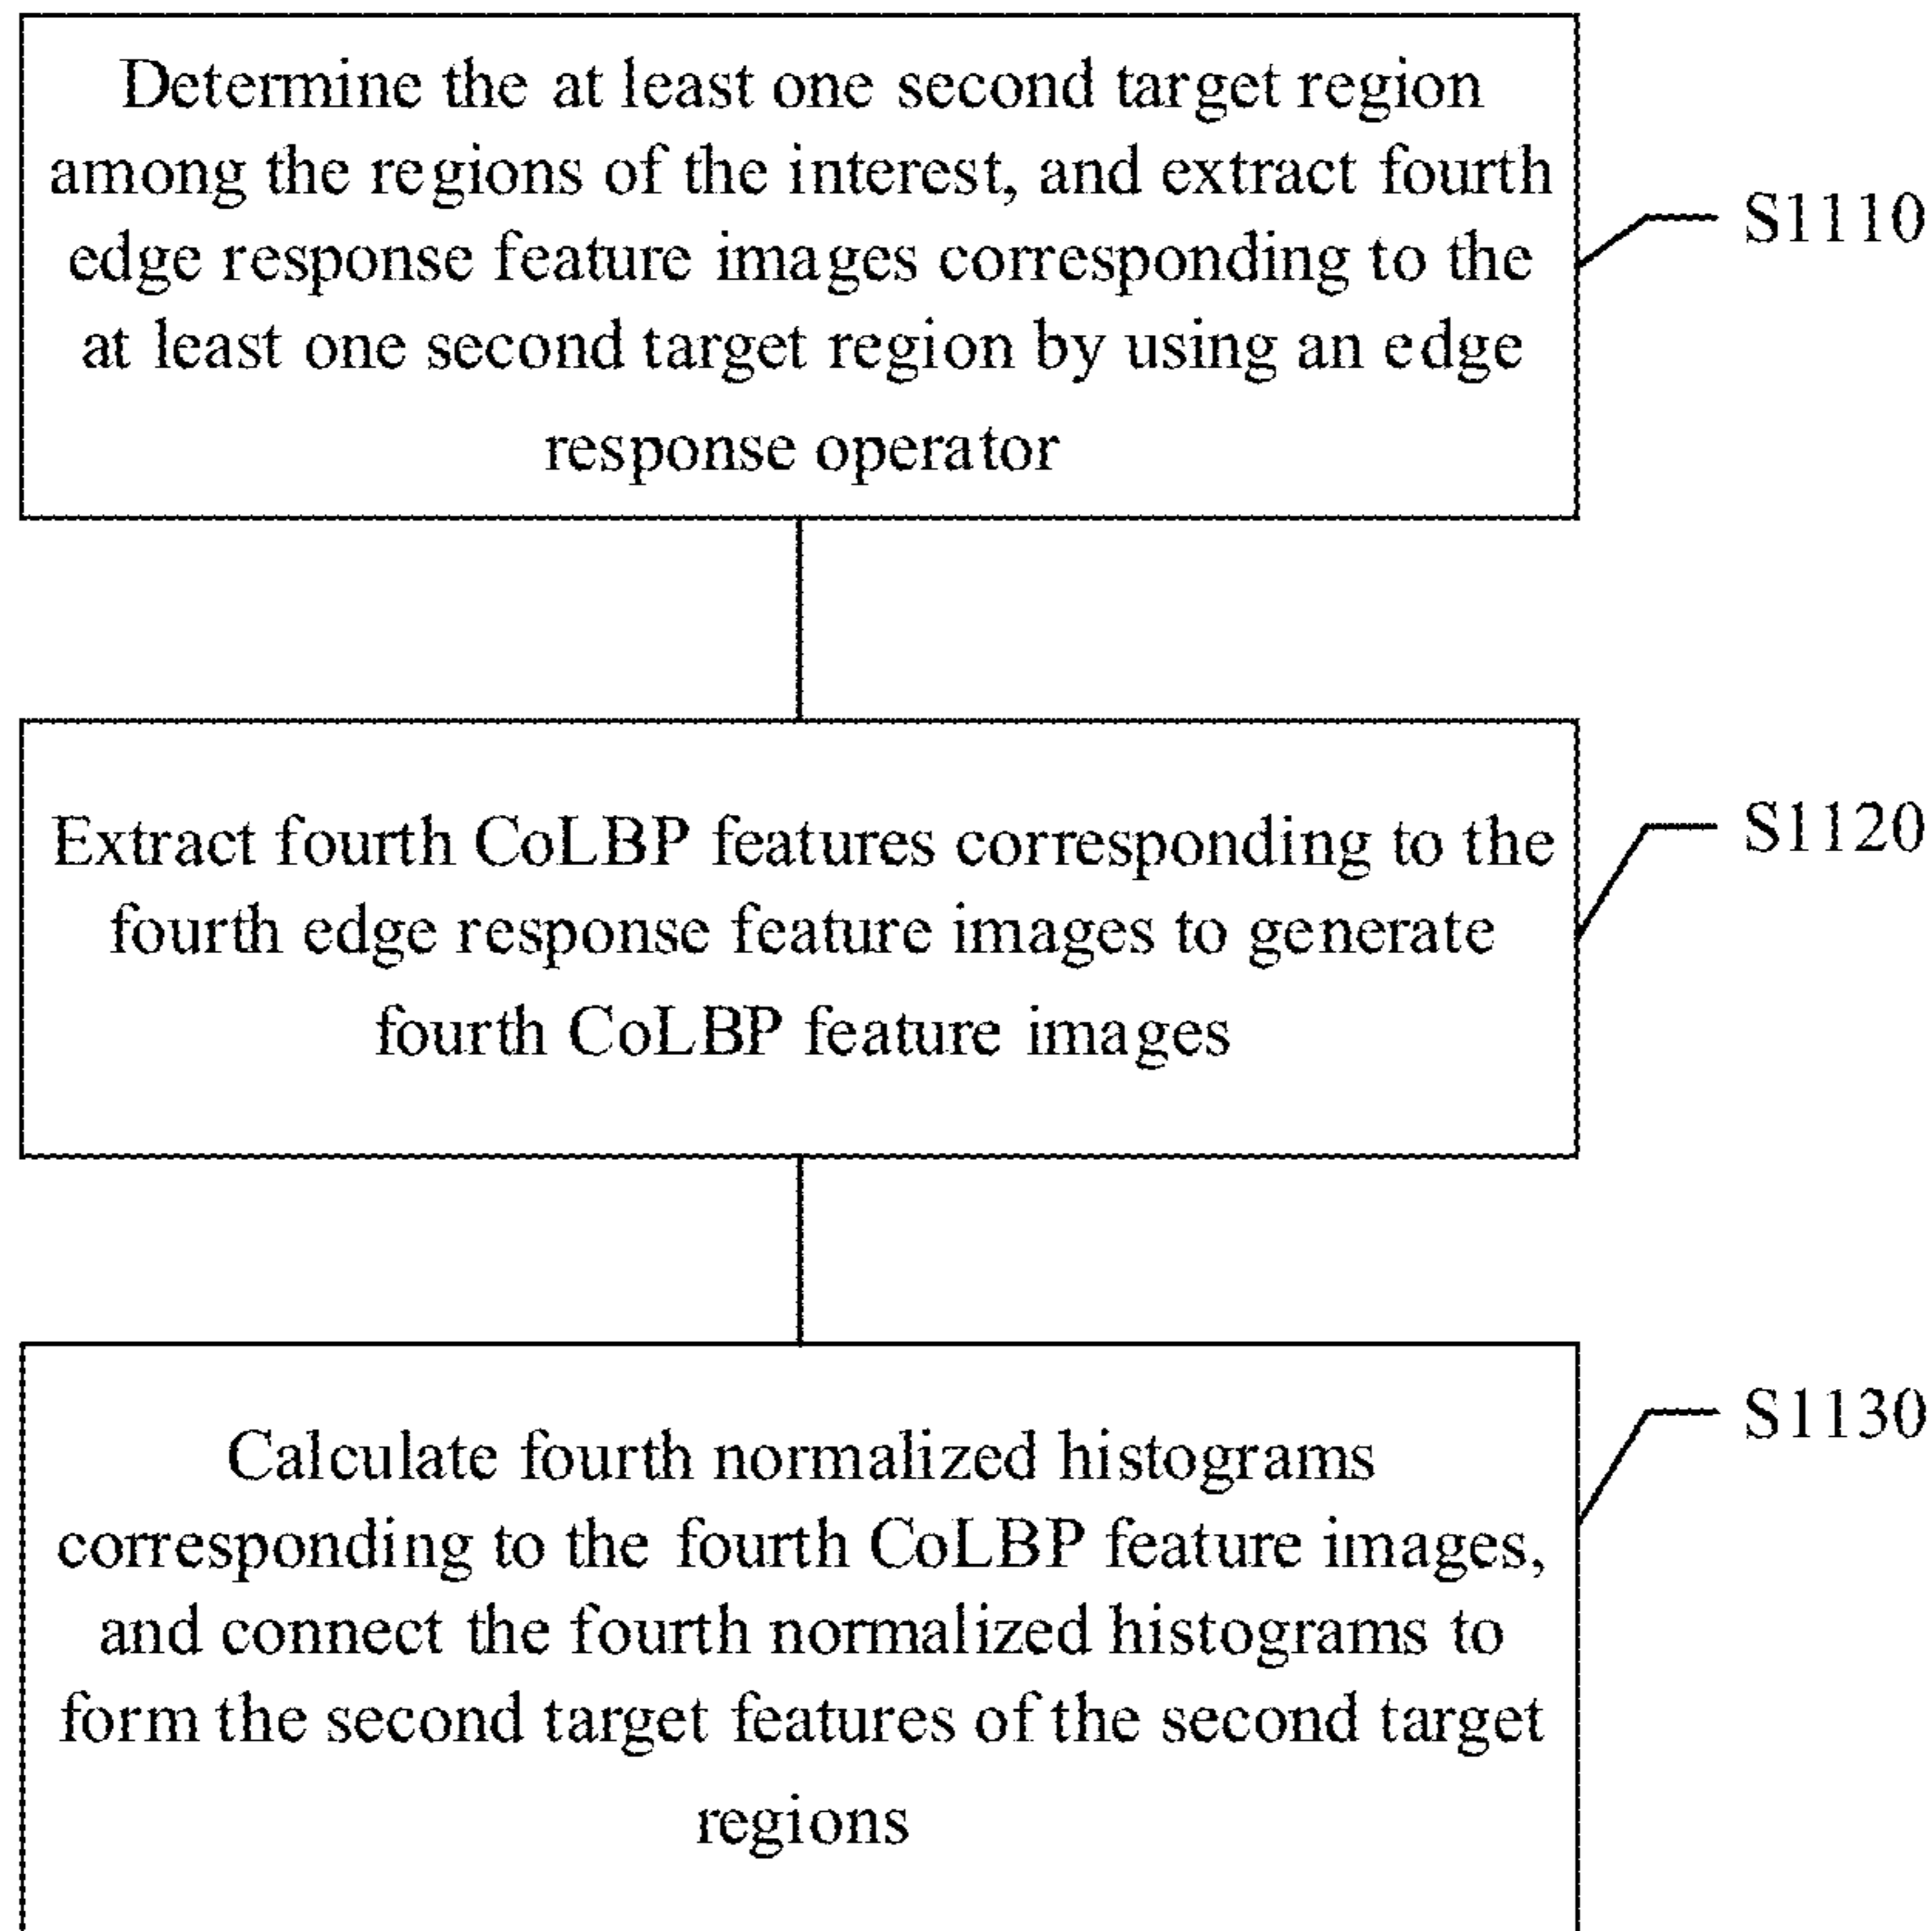 Determine the at least one second target region
among the regions of the interest, and extract fourth
edge response feature images corresponding to the
at least one second target region by using an edge
response operator
S1110
Extract fourth CoLBP features corresponding to the
fourth edge response feature images to generate
fourth CoLBP feature images
S1120
Calculate fourth normalized histograms
corresponding to the fourth CoLBP feature images,
and connect the fourth normalized histograms to
form the second target features of the second target
regions
S1130